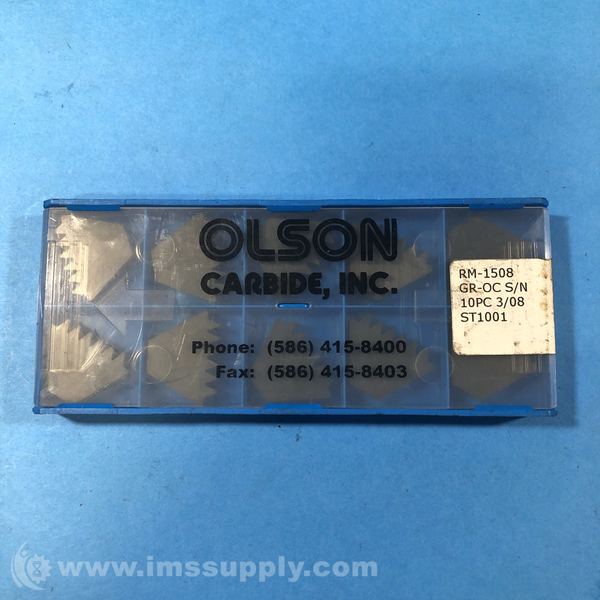 OLSON
CARBIDE, INC.
Phone: (586) 415-8400
Fax: (586) 415-8403
RM-1508
GR-OC S/N
10PC 3/08
ST1001
www.imssupply.com